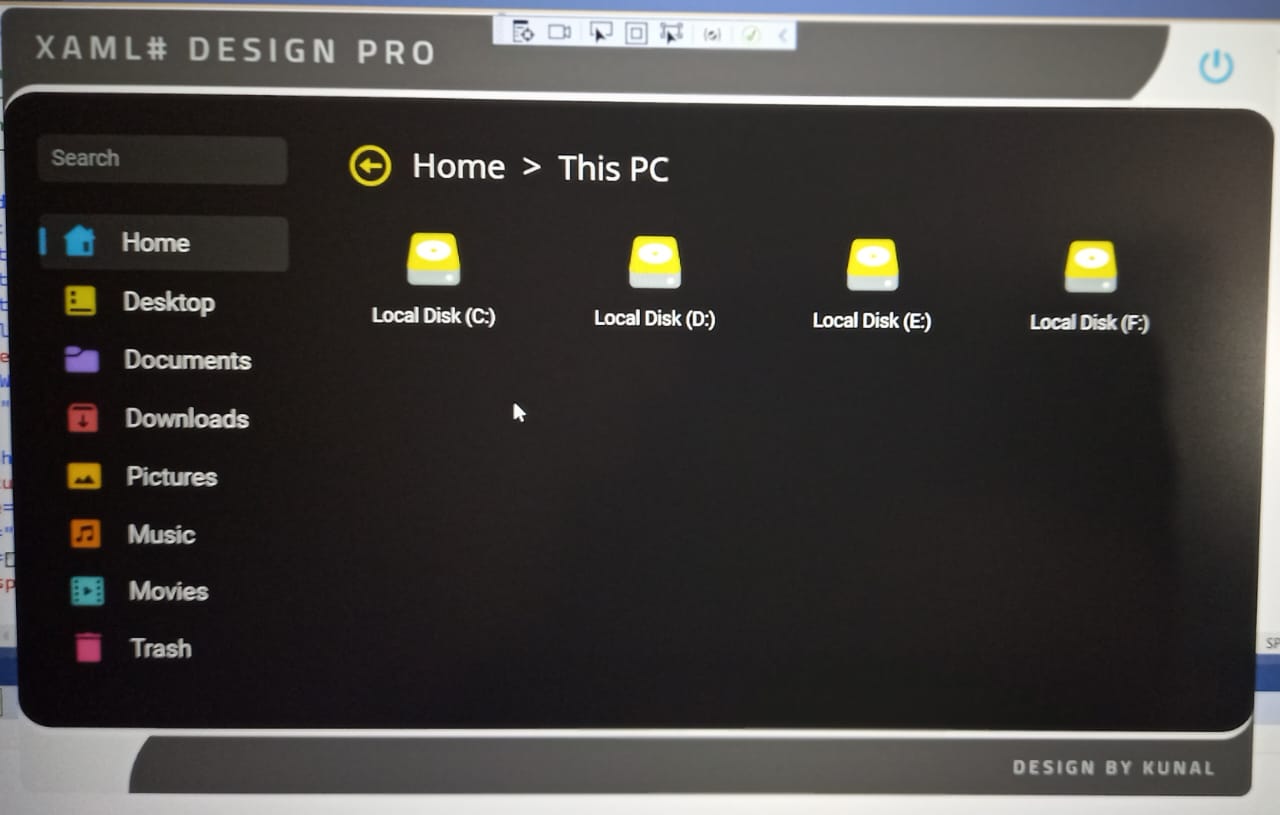 XAML# DESIGN PRO
Search
Home > This PC
Home
Desktop
Documents
Downloads
Pictures
Music
Movies
Trash
Local Disk (C:)
Local Disk (D:)
Local Disk (E:)
Local Disk (F:)
SP
DESIGN BY KUNAL